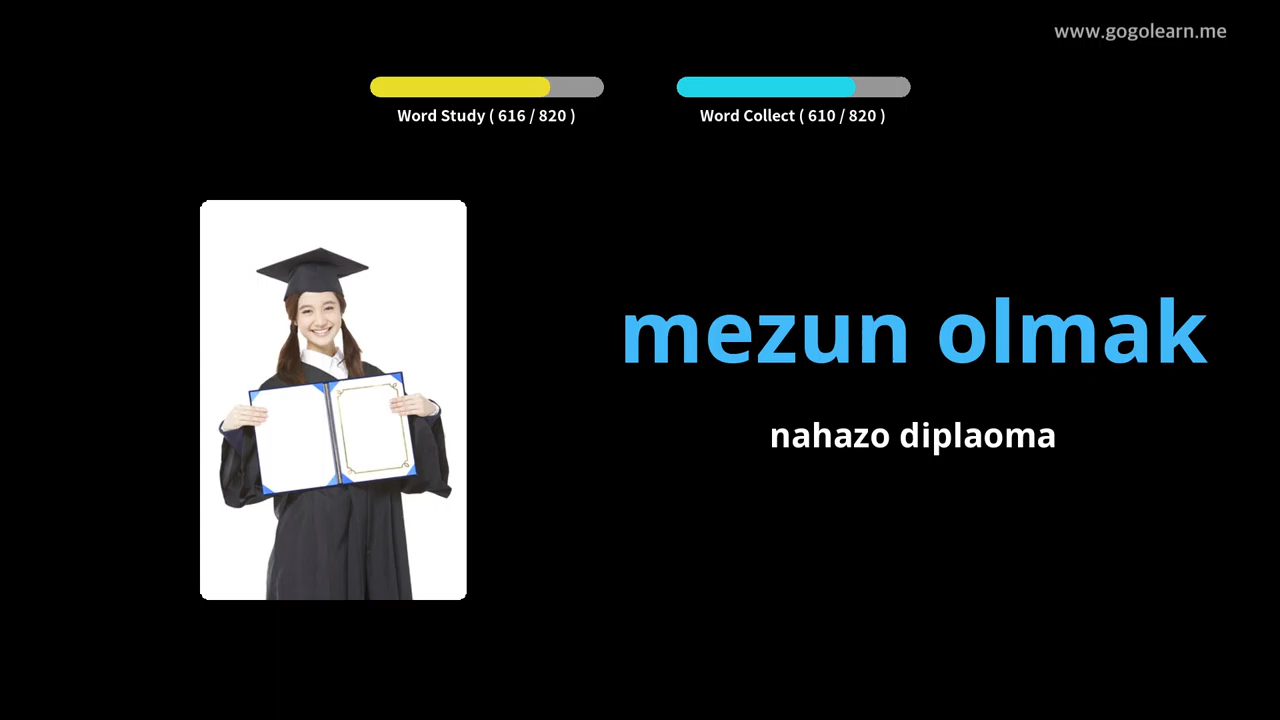 www.gogolearn.me
Word Study ( 616 / 820 )
Word Collect ( 610 / 820 )
mezun olmak
nahazo diplaoma